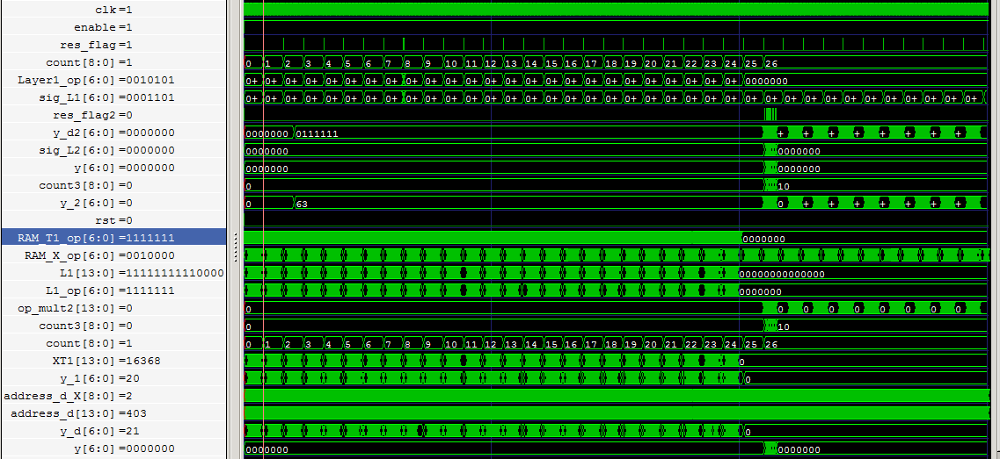 clk =1
enable =1
res_flag =1
count[8:0] =1 0 1 2 3 4 5 6 7 8 9 10 11 12 13 14 15 16 17 18 19 20 21 22 23 24 25 26
Layer1_op[6:0] =0010101 0+ 0+ 0+ 0+ 0+ 0+ 0+ 0+ 0+ 0+ 0+ 0+ 0+ 0+ 0+ 0+ 0+ 0+ 0+ 0+ 0+ 0+ 0+ 0+ 0+ 0000000
sig_L1[6:0] =0001101 0+ 0+ 0+ 0+ 0+ 0+ 0+ 0+ 0+ 0+ 0+ 0+ 0+ 0+ 0+ 0+ 0+ 0+ 0+ 0+ 0+ 0+ 0+ 0+ 0+ 0+ 0+ 0+ 0+ 0+ 0+ 0+ 0+ 0+ 0+ 0+
res_flag2 =0
y_d2[6:0] =0000000 0000000 0111111 + + + + + + + +
sig_L2[6:0] =0000000 0000000 0000000
y[6:0] =0000000 0000000 0000000
count3[8:0] =0 0 10
y_2[6:0] =0 0 63 0 + + + + + + +
rst =0
RAM_T1_op[6:0] =1111111 0000000
RAM_X_op[6:0] =0010000
L1[13:0] =11111111110000 00000000000000
L1_op[6:0] =1111111 0000000
op_mult2[13:0] =0 0 0 0 0 0 0 0 0
count3[8:0] =0 0 10
count[8:0] =1 0 1 2 3 4 5 6 7 8 9 10 11 12 13 14 15 16 17 18 19 20 21 22 23 24 25 26
XT1[13:0] =16368 0
y_1[6:0] =20 0
address_d_X[8:0] =2
address_d[13:0] =403
y_d[6:0] =21 0
y[6:0] =0000000 0000000 0000000